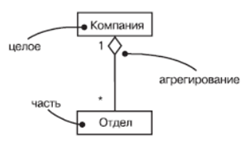 Компания
целое
1
агрегирование
часть
*
Отдел